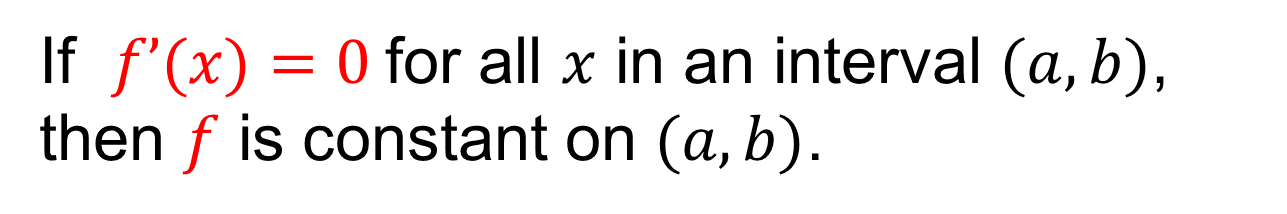 If f’(x) = 0 for all x in an interval (a, b),
then f is constant on (a, b).